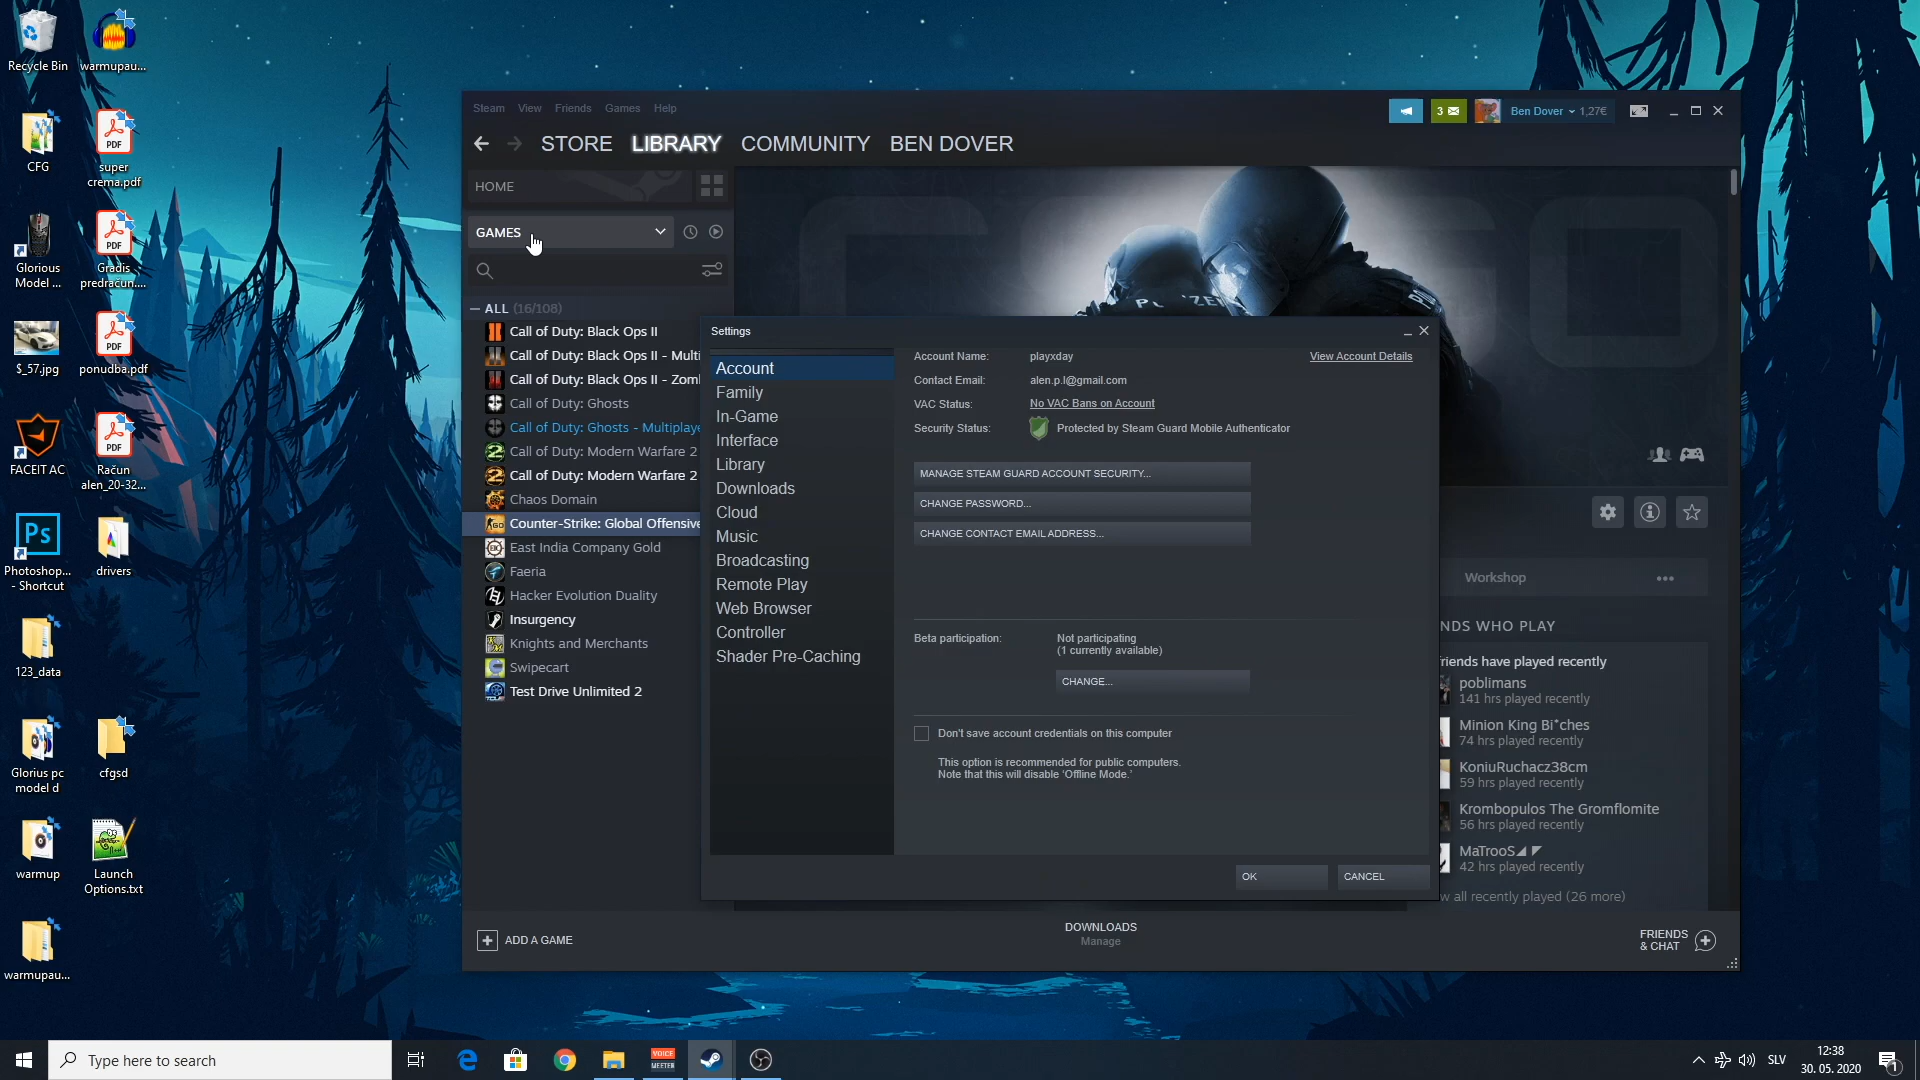 Recycle Bin
warmupau...
CFG
super
crema.pdf
Glorious
Model ...
Gradis
predracun....
$_57.jpg
ponudba.pdf
FACEIT AC
Račun
alen_20-32...
Photoshop...
- Shortcut
drivers
123_data
Glorius pc
model d
cfgsd
warmup
Launch
Options.txt
warmupau...
Steam View Friends Games Help
3
Ben Dover 1,27€
STORE LIBRARY COMMUNITY BEN DOVER
HOME
GAMES
ALL (16/108)
Call of Duty: Black Ops II
Call of Duty: Black Ops II - Multi
Call of Duty: Black Ops II - Zom
Call of Duty: Ghosts
Call of Duty: Ghosts - Multiplaye
Call of Duty: Modern Warfare 2
Call of Duty: Modern Warfare 2
Chaos Domain
Counter-Strike: Global Offensive
East India Company Gold
Faeria
Hacker Evolution Duality
Insurgency
Knights and Merchants
Swipecart
Test Drive Unlimited 2
Settings
Account
Family
In-Game
Interface
Library
Downloads
Cloud
Music
Broadcasting
Remote Play
Web Browser
Controller
Shader Pre-Caching
Account Name: playxday View Account Details
Contact Email: alen.p.l@gmail.com
VAC Status: No VAC Bans on Account
Security Status: Protected by Steam Guard Mobile Authenticator
MANAGE STEAM GUARD ACCOUNT SECURITY...
CHANGE PASSWORD...
CHANGE CONTACT EMAIL ADDRESS...
Beta participation: Not participating
(1 currently available)
CHANGE...
Don't save account credentials on this computer
This option is recommended for public computers.
Note that this will disable 'Offline Mode.'
OK CANCEL
Workshop
NDS WHO PLAY
riends have played recently
poblimans
141 hrs played recently
Minion King Bi*ches
74 hrs played recently
KoniuRuchacz38cm
59 hrs played recently
Krombopulos The Gromflomite
56 hrs played recently
MaTrooS◢ ◤
42 hrs played recently
w all recently played (26 more)
ADD A GAME
DOWNLOADS
Manage
FRIENDS
& CHAT
Type here to search
VOICE
MEETER
SLV
12:38
30. 05. 2020
1